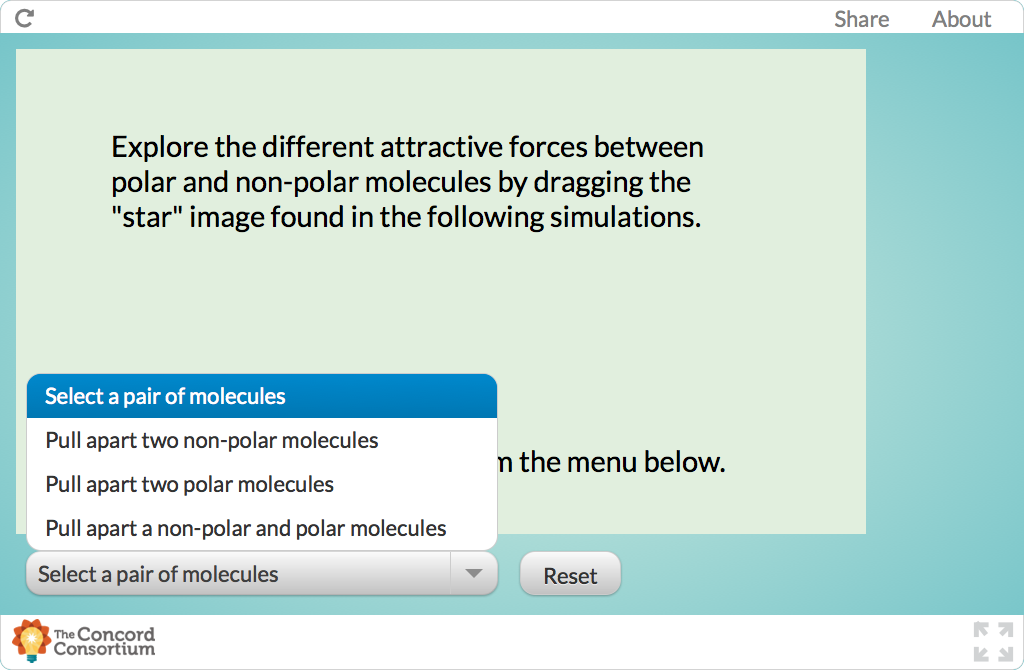 Share
About
Explore the different attractive forces between
polar and non-polar molecules by dragging the
"star" image found in the following simulations.
Select a pair of molecules
Pull apart two non-polar molecules
the menu below.
Pull apart two polar molecules
Pull apart a non-polar and polar molecules
Select a pair of molecules
Reset
The Concord
Consortium